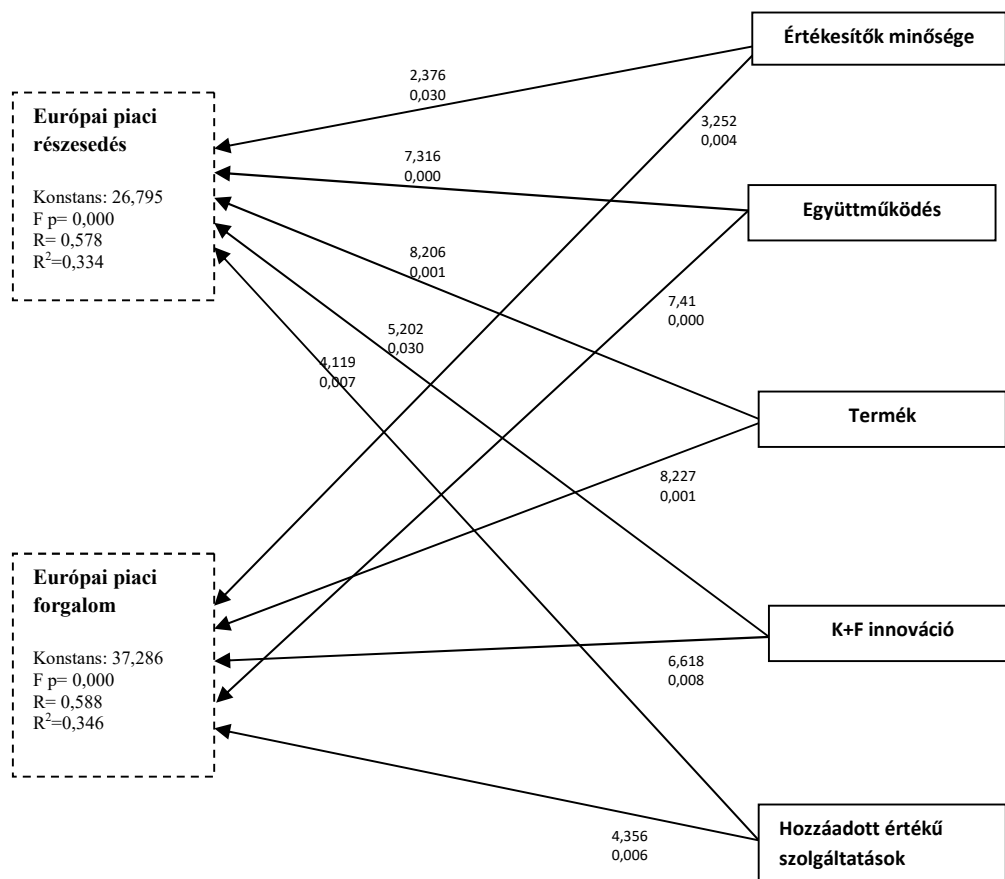 Értékesítők minősége
2,376
0,030
Európai piaci
részesedés
Konstans: 26,795
F p= 0,000
R= 0,578
R²=0,334
3,252
0,004
7,316
0,000
Együttműködés
8,206
0,001
7,41
0,000
5,202
0,030
4,119
0,007
Termék
8,227
0,001
Európai piaci
forgalom
Konstans: 37,286
F p= 0,000
R= 0,588
R²=0,346
K+F innováció
6,618
0,008
Hozzáadott értékű
szolgáltatások
4,356
0,006